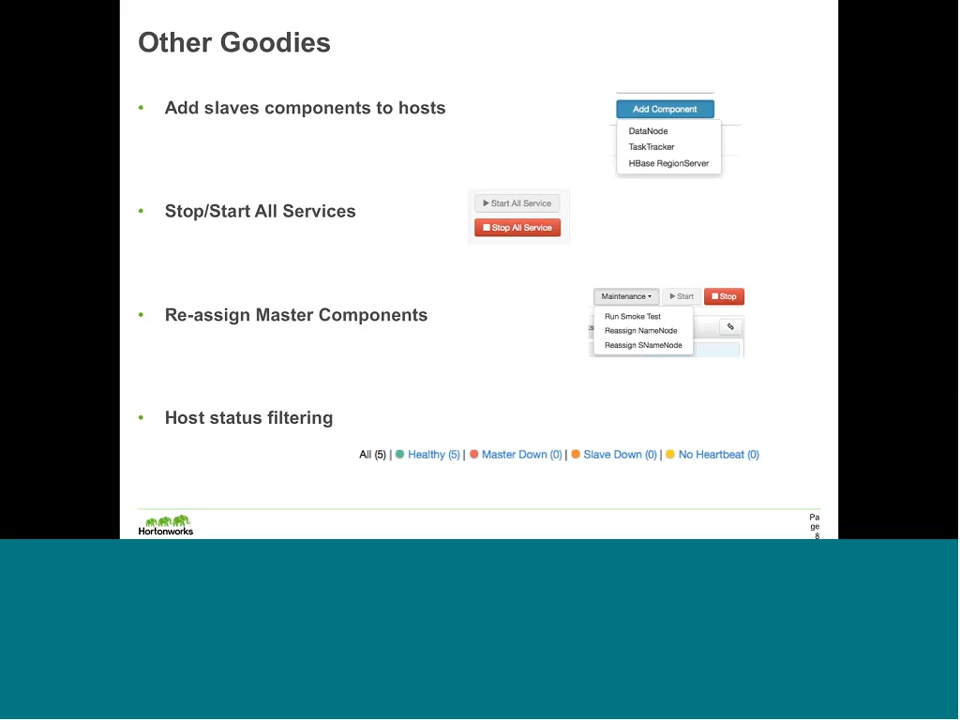 Other Goodies
• Add slaves components to hosts
Add Component
DataNode
TaskTracker
HBase RegionServer
• Stop/Start All Services
Start All Service
Stop All Service
• Re-assign Master Components
Maintenance Start Stop
Run Smoke Test
Reassign NameNode
Reassign SNameNode
• Host status filtering
All (5) | Healthy (5) | Master Down (0) | Slave Down (0) | No Heartbeat (0)
Hortonworks
Pa
ge
8